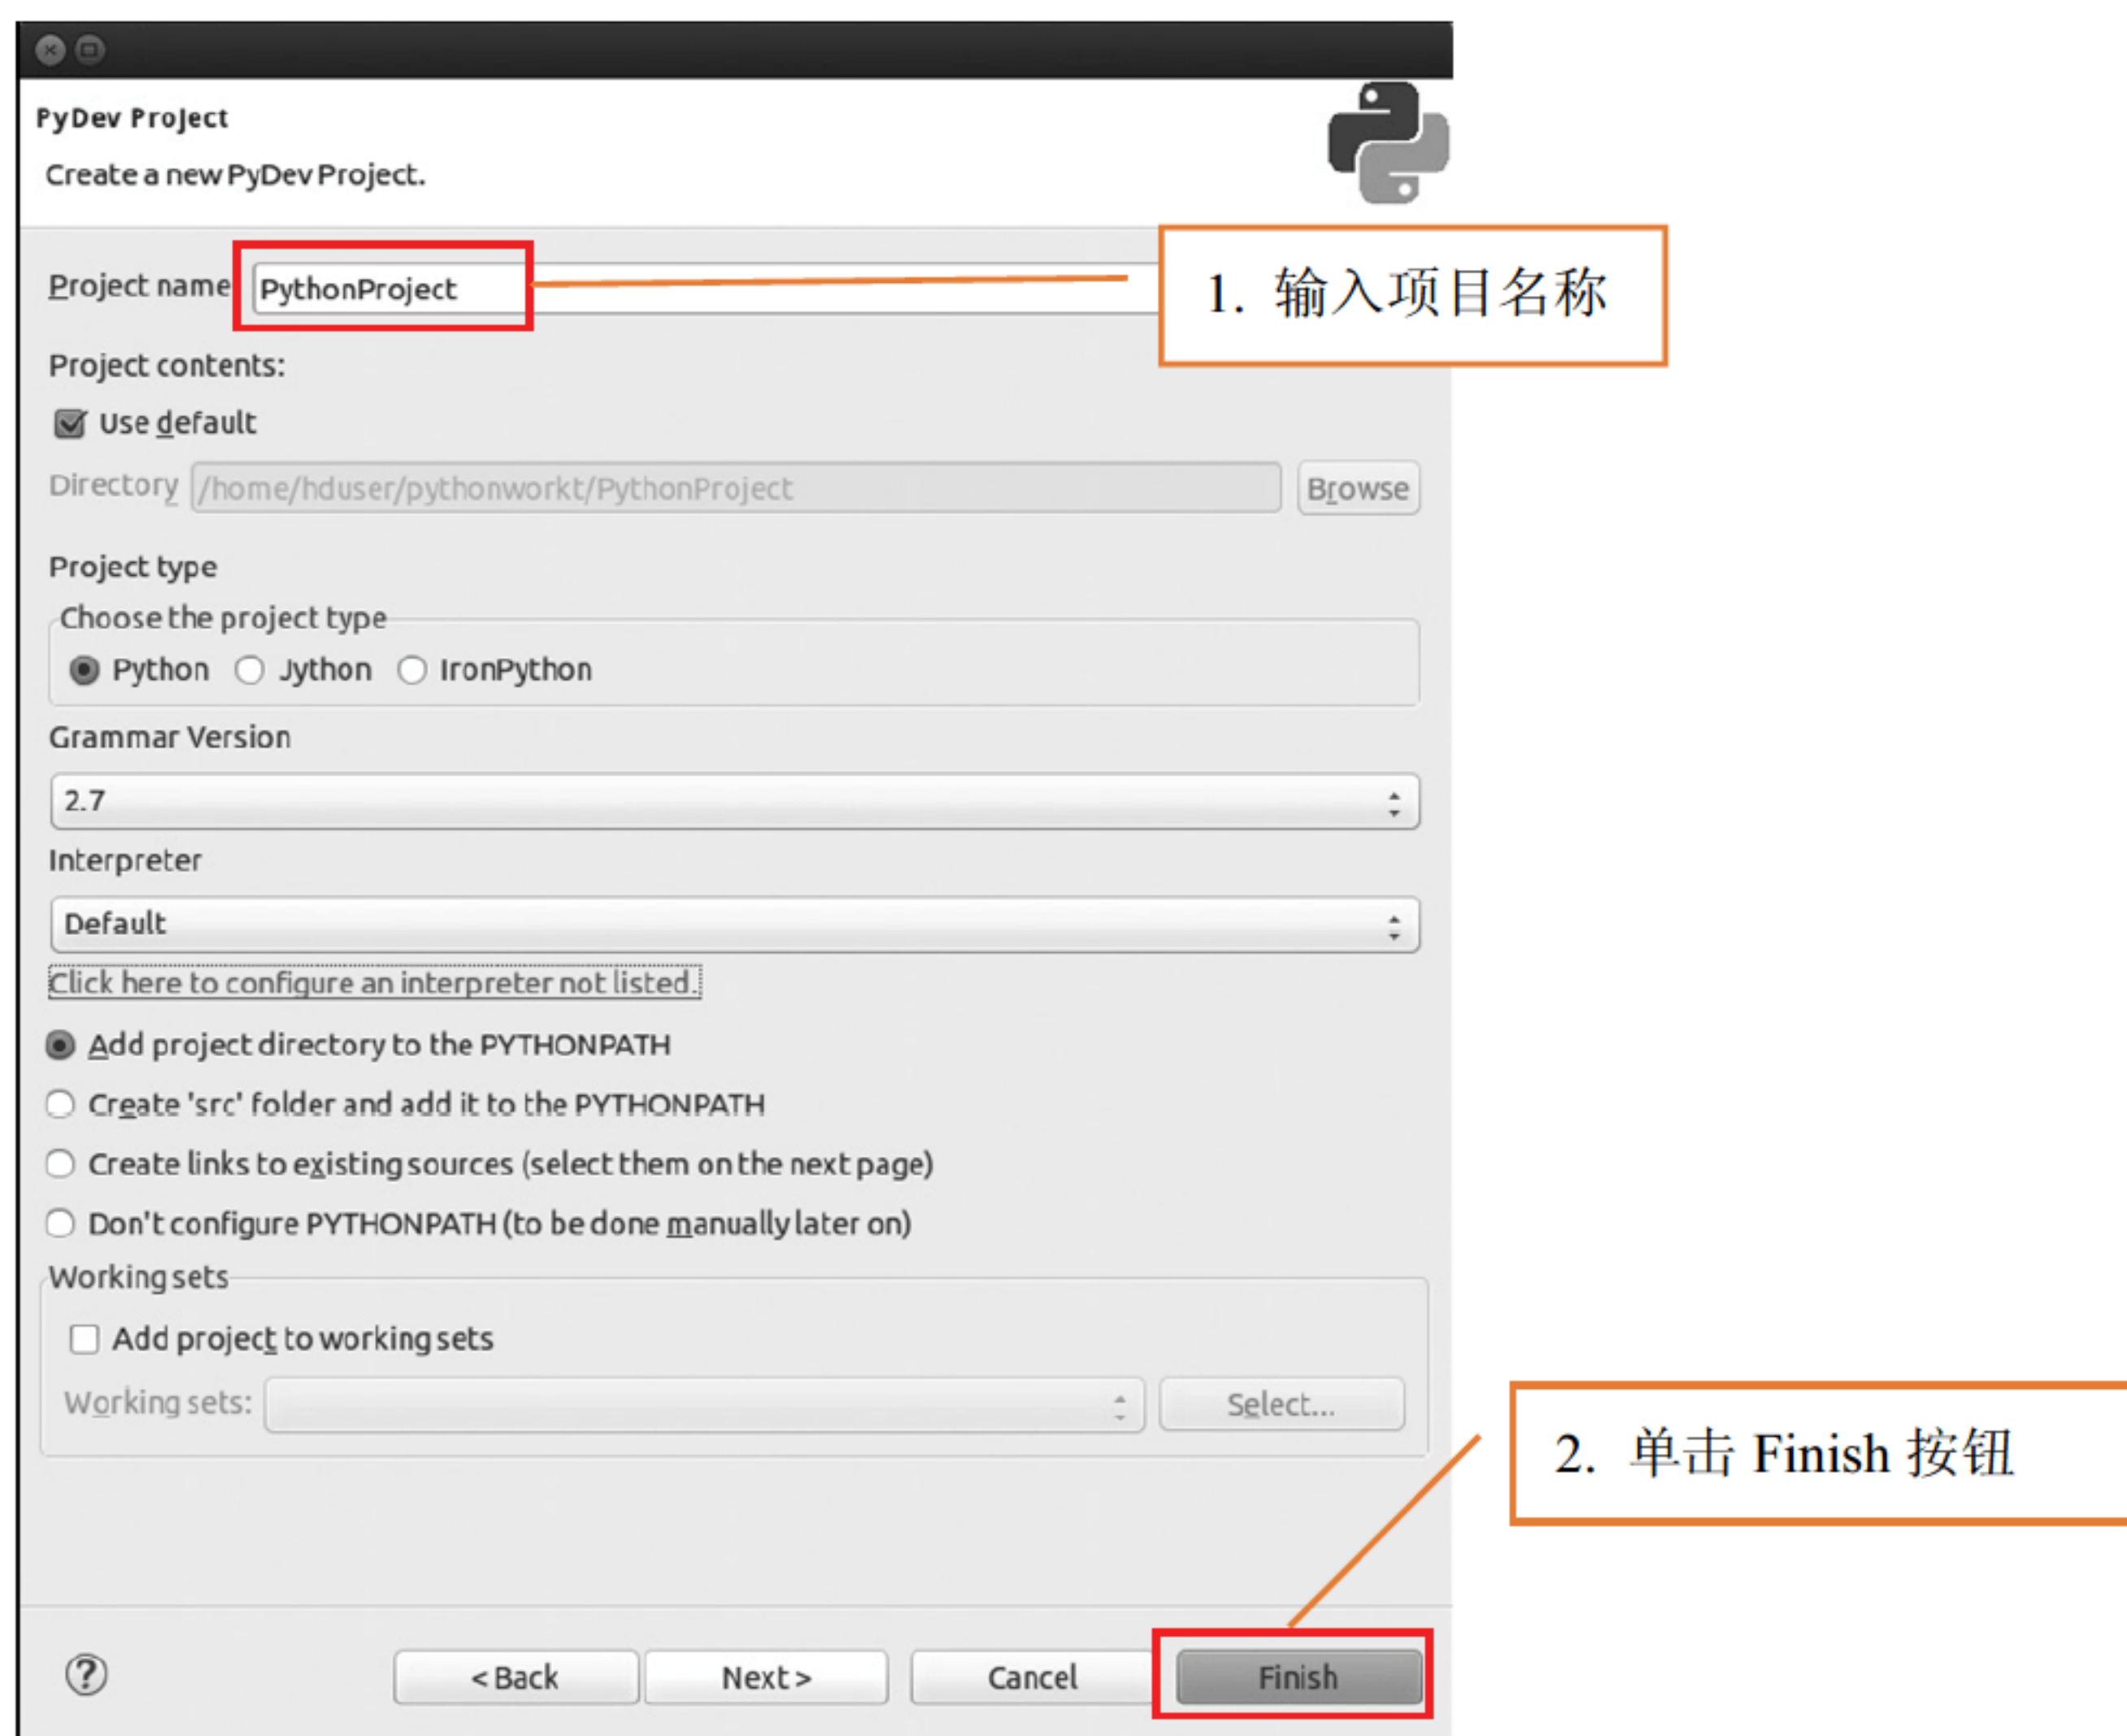 PyDev Project
Create a new PyDev Project.
Project name
PythonProject
1. 输入项目名称
Project contents:
Use default
Directory /home/hduser/pythonworkt/PythonProject Browse
Project type
Choose the project type
Python Jython IronPython
Grammar Version
2.7
Interpreter
Default
Click here to configure an interpreter not listed.
Add project directory to the PYTHONPATH
Create 'src' folder and add it to the PYTHONPATH
Create links to existing sources (select them on the next page)
Don't configure PYTHONPATH (to be done manually later on)
Working sets
Add project to working sets
Working sets: Select...
2. 单击 Finish 按钮
? < Back Next > Cancel Finish